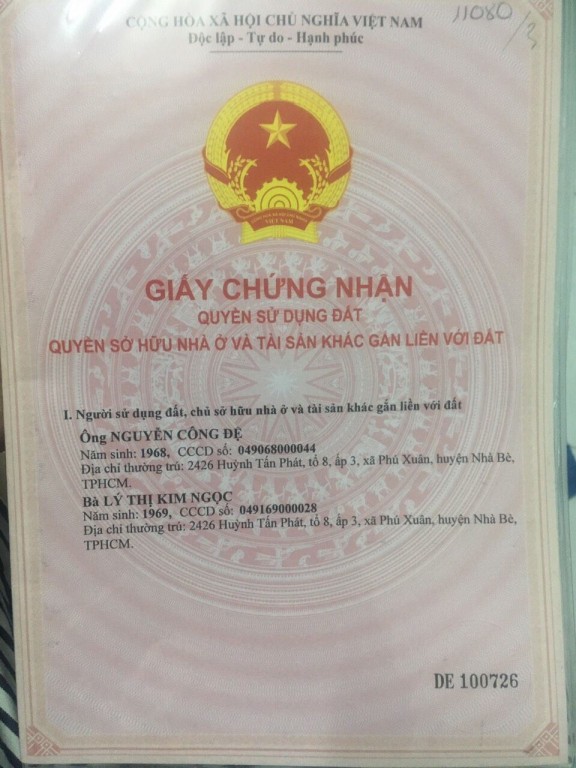 CỘNG HÒA XÃ HỘI CHỦ NGHĨA VIỆT NAM
Độc lập - Tự do - Hạnh phúc
11080
/3
VIỆT NAM
GIẤY CHỨNG NHẬN
QUYỀN SỬ DỤNG ĐẤT
QUYỀN SỞ HỮU NHÀ Ở VÀ TÀI SẢN KHÁC GẮN LIỀN VỚI ĐẤT
I. Người sử dụng đất, chủ sở hữu nhà ở và tài sản khác gắn liền với đất
Ông NGUYỄN CÔNG ĐỆ
Năm sinh: 1968, CCCD số: 049068000044
Địa chỉ thường trú: 2426 Huỳnh Tấn Phát, tổ 8, ấp 3, xã Phú Xuân, huyện Nhà Bè,
TPHCM.
Bà LÝ THỊ KIM NGỌC
Năm sinh: 1969, CCCD số: 049169000028
Địa chỉ thường trú: 2426 Huỳnh Tấn Phát, tổ 8, ấp 3, xã Phú Xuân, huyện Nhà Bè,
TPHCM.
DE 100726